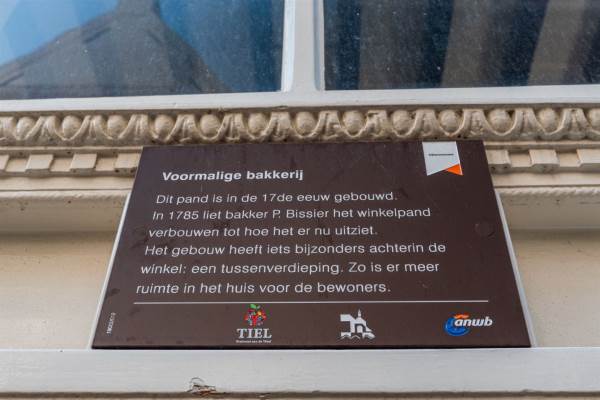 Voormalige bakkerij
Dit pand is in de 17de eeuw gebouwd.
In 1785 liet bakker P. Bissier het winkelpand
verbouwen tot hoe het er nu uitziet.
Het gebouw heeft iets bijzonders achterin de
winkel: een tussenverdieping. Zo is er meer
ruimte in het huis voor de bewoners.
TIEL
anwb